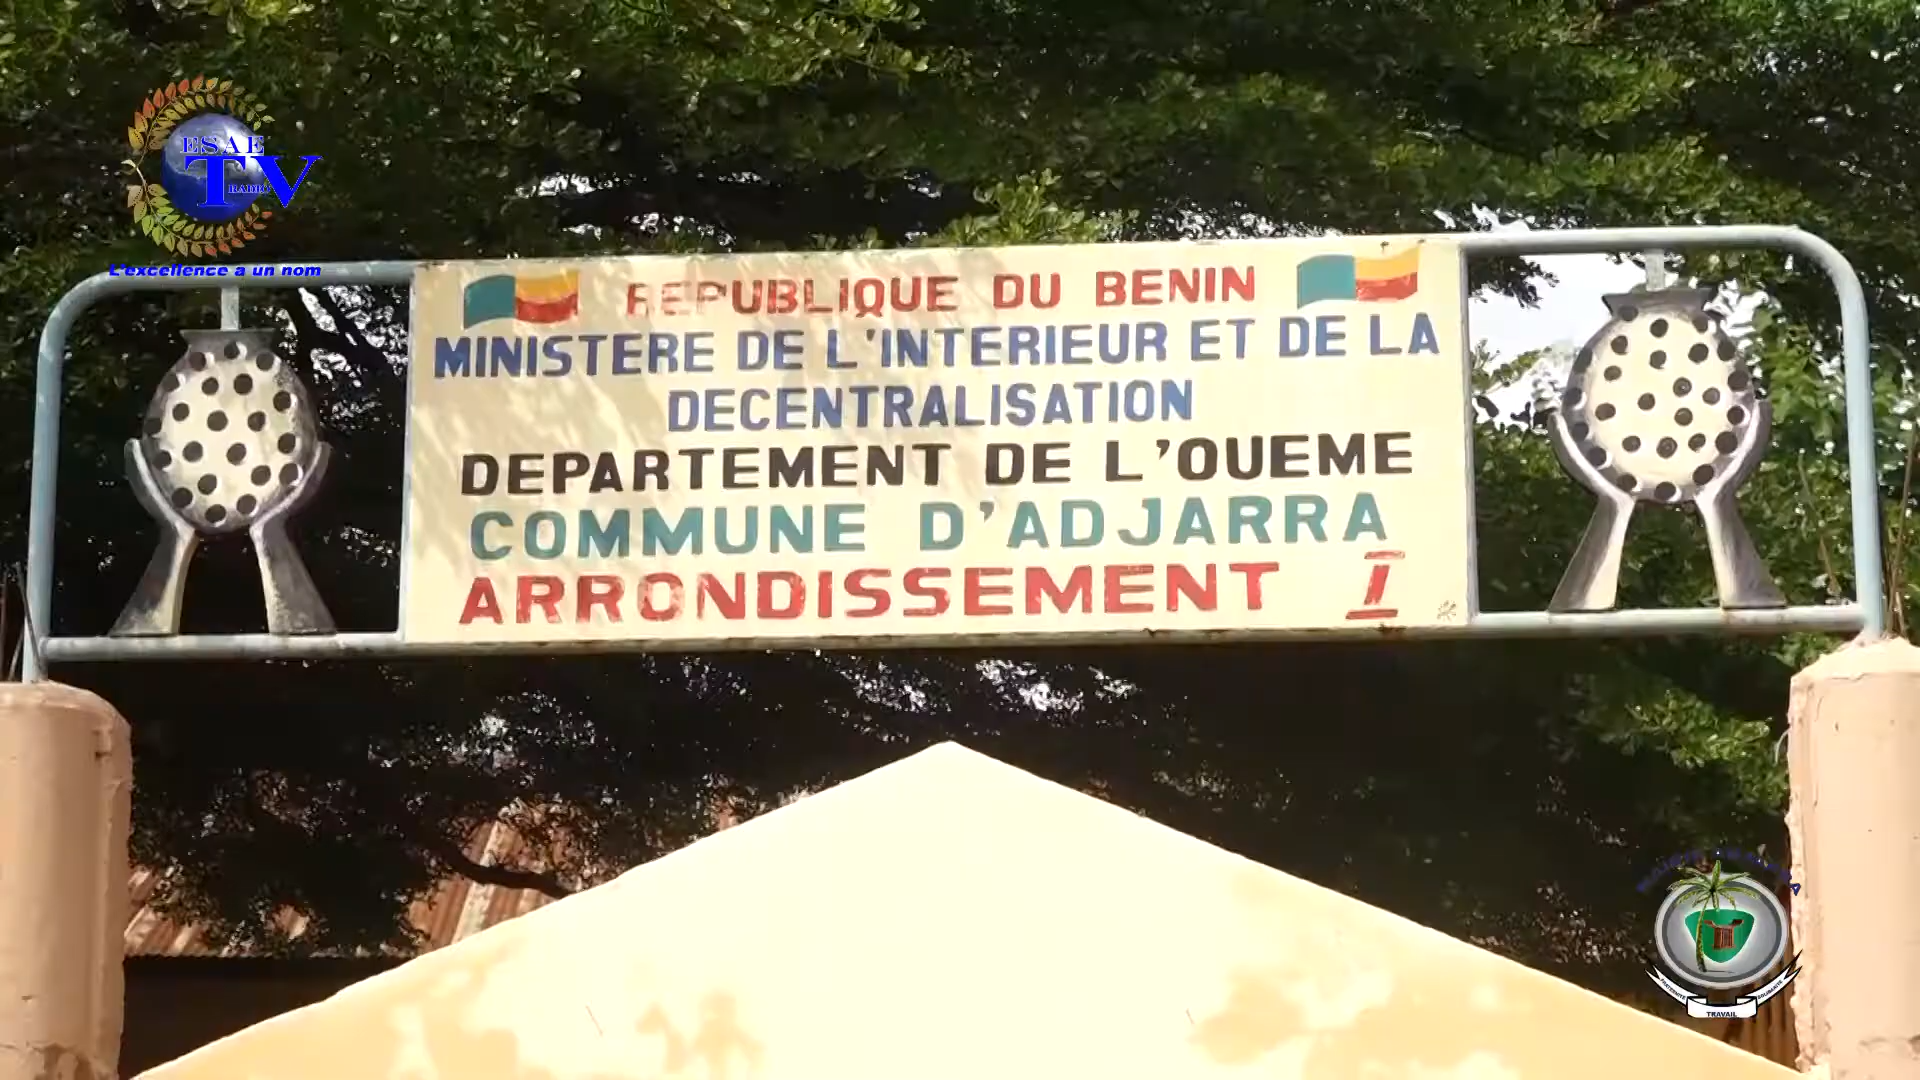 ESAE
TV
RADIO
L'excellence a un nom
REPUBLIQUE DU BENIN
MINISTERE DE L'INTERIEUR ET DE LA
DECENTRALISATION
DEPARTEMENT DE L'OUEME
COMMUNE D'ADJARRA
ARRONDISSEMENT I
FRATERNITE
TRAVAIL